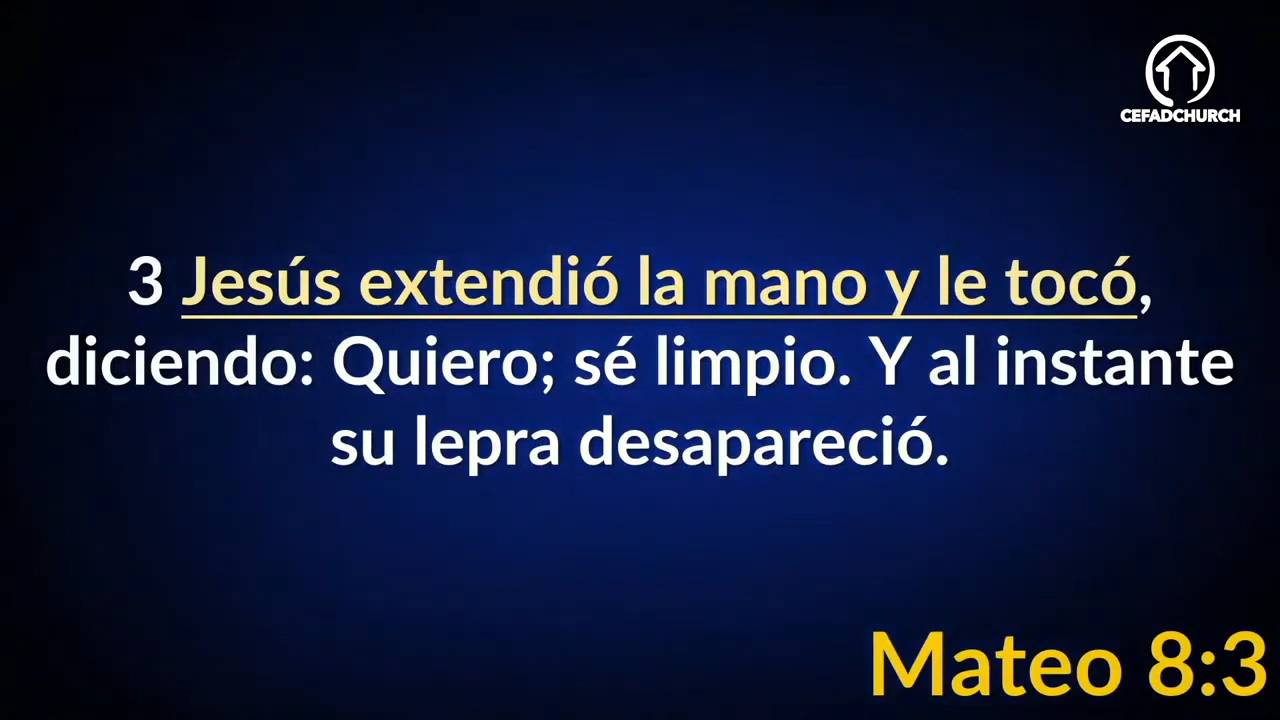 CEFADCHURCH
3 Jesús extendió la mano y le tocó,
diciendo: Quiero; sé limpio. Y al instante
su lepra desapareció.
Mateo 8:3